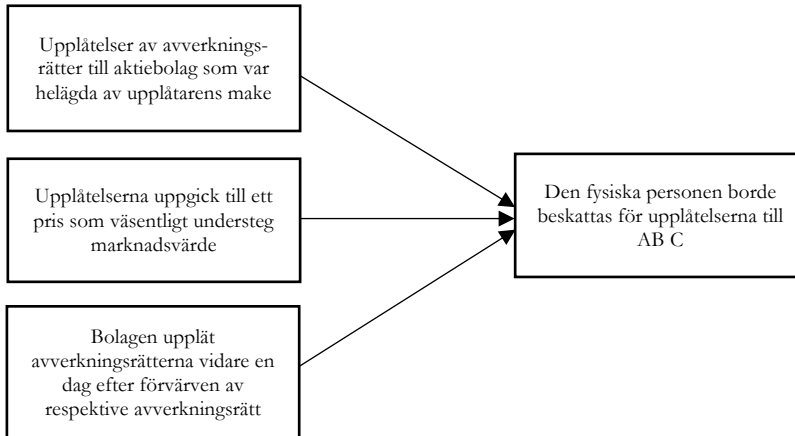 Upplåtelser av avverknings-
rätter till aktiebolag som var
helägda av upplåtarens make
Upplåtelserna uppgick till ett
pris som väsentligt understeg
marknadsvärde
Bolagen upplät
avverkningsrätterna vidare en
dag efter förvärven av
respektive avverkningsrätt
Den fysiska personen borde
beskattas för upplåtelserna till
AB C